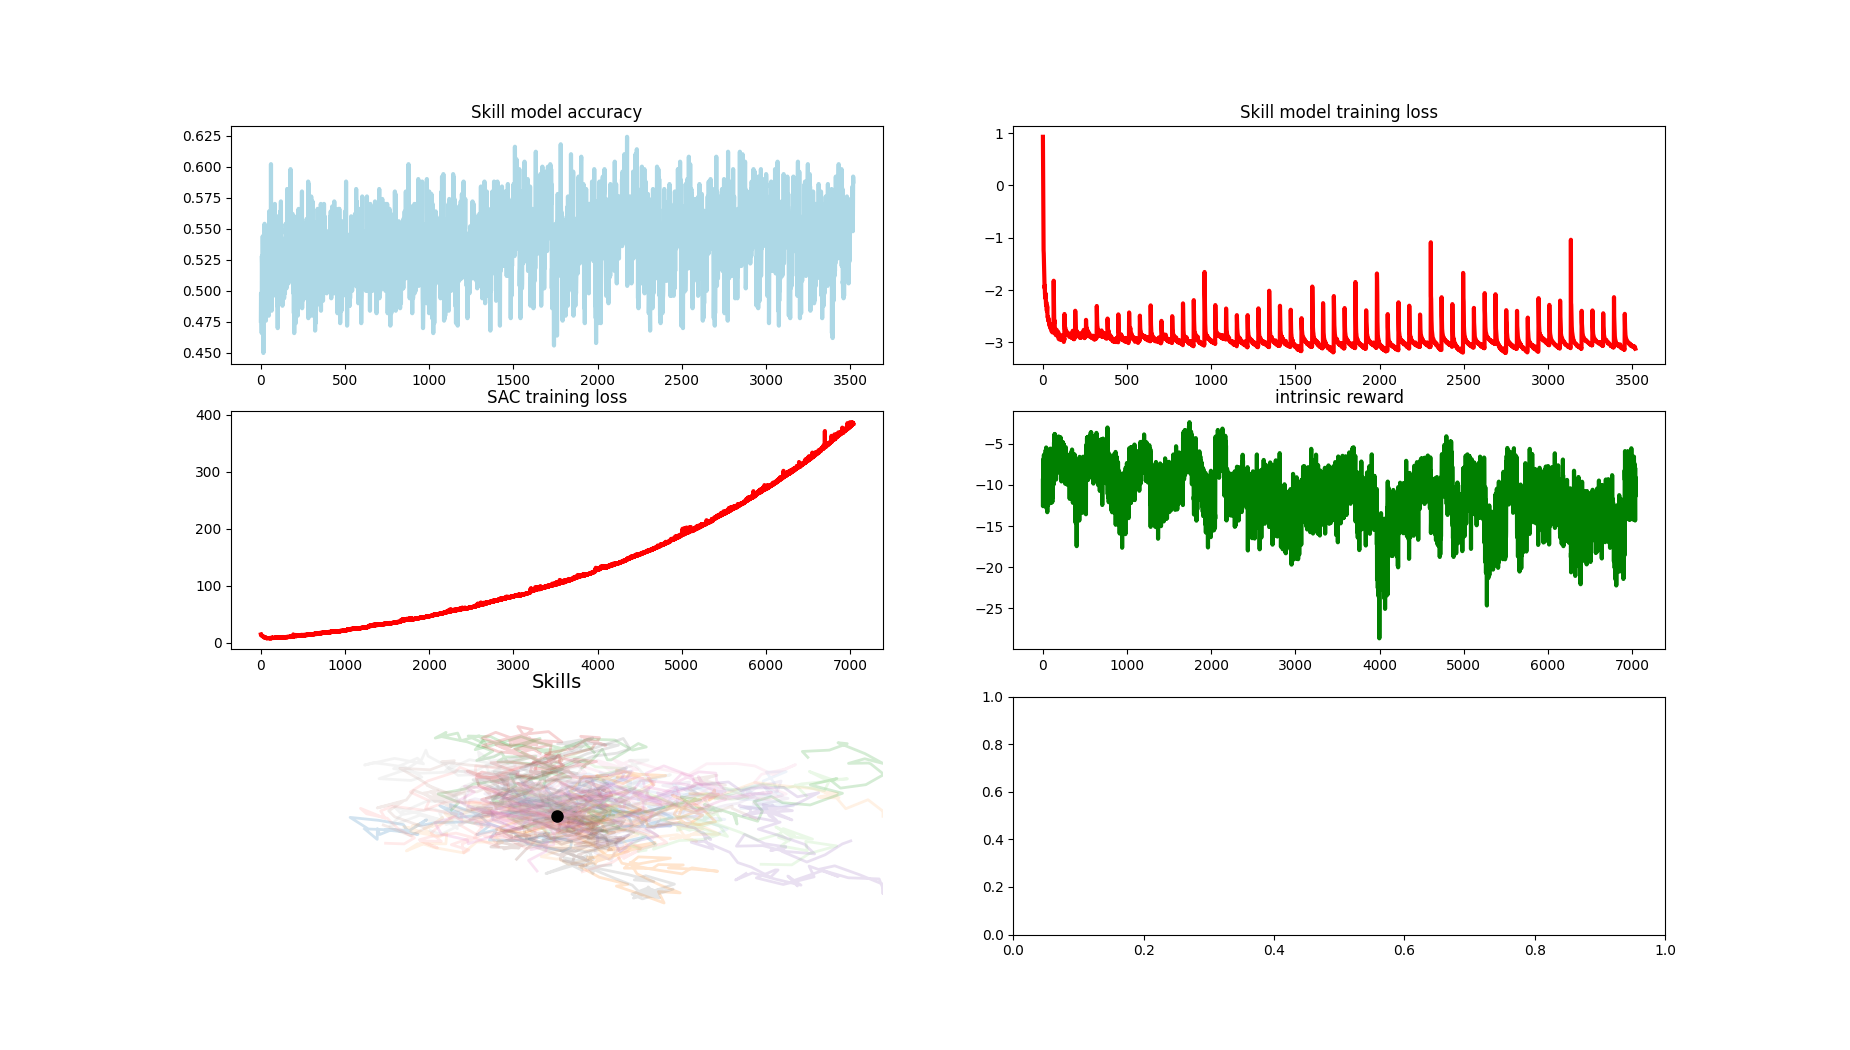 Skill model accuracy
0.625
0.600
0.575
0.550
0.525
0.500
0.475
0.450
0 500 1000 1500 2000 2500 3000 3500
Skill model training loss
1
0
−1
−2
−3
0 500 1000 1500 2000 2500 3000 3500
SAC training loss
400
300
200
100
0
0 1000 2000 3000 4000 5000 6000 7000
intrinsic reward
−5
−10
−15
−20
−25
0 1000 2000 3000 4000 5000 6000 7000
Skills
1.0
0.8
0.6
0.4
0.2
0.0
0.0 0.2 0.4 0.6 0.8 1.0